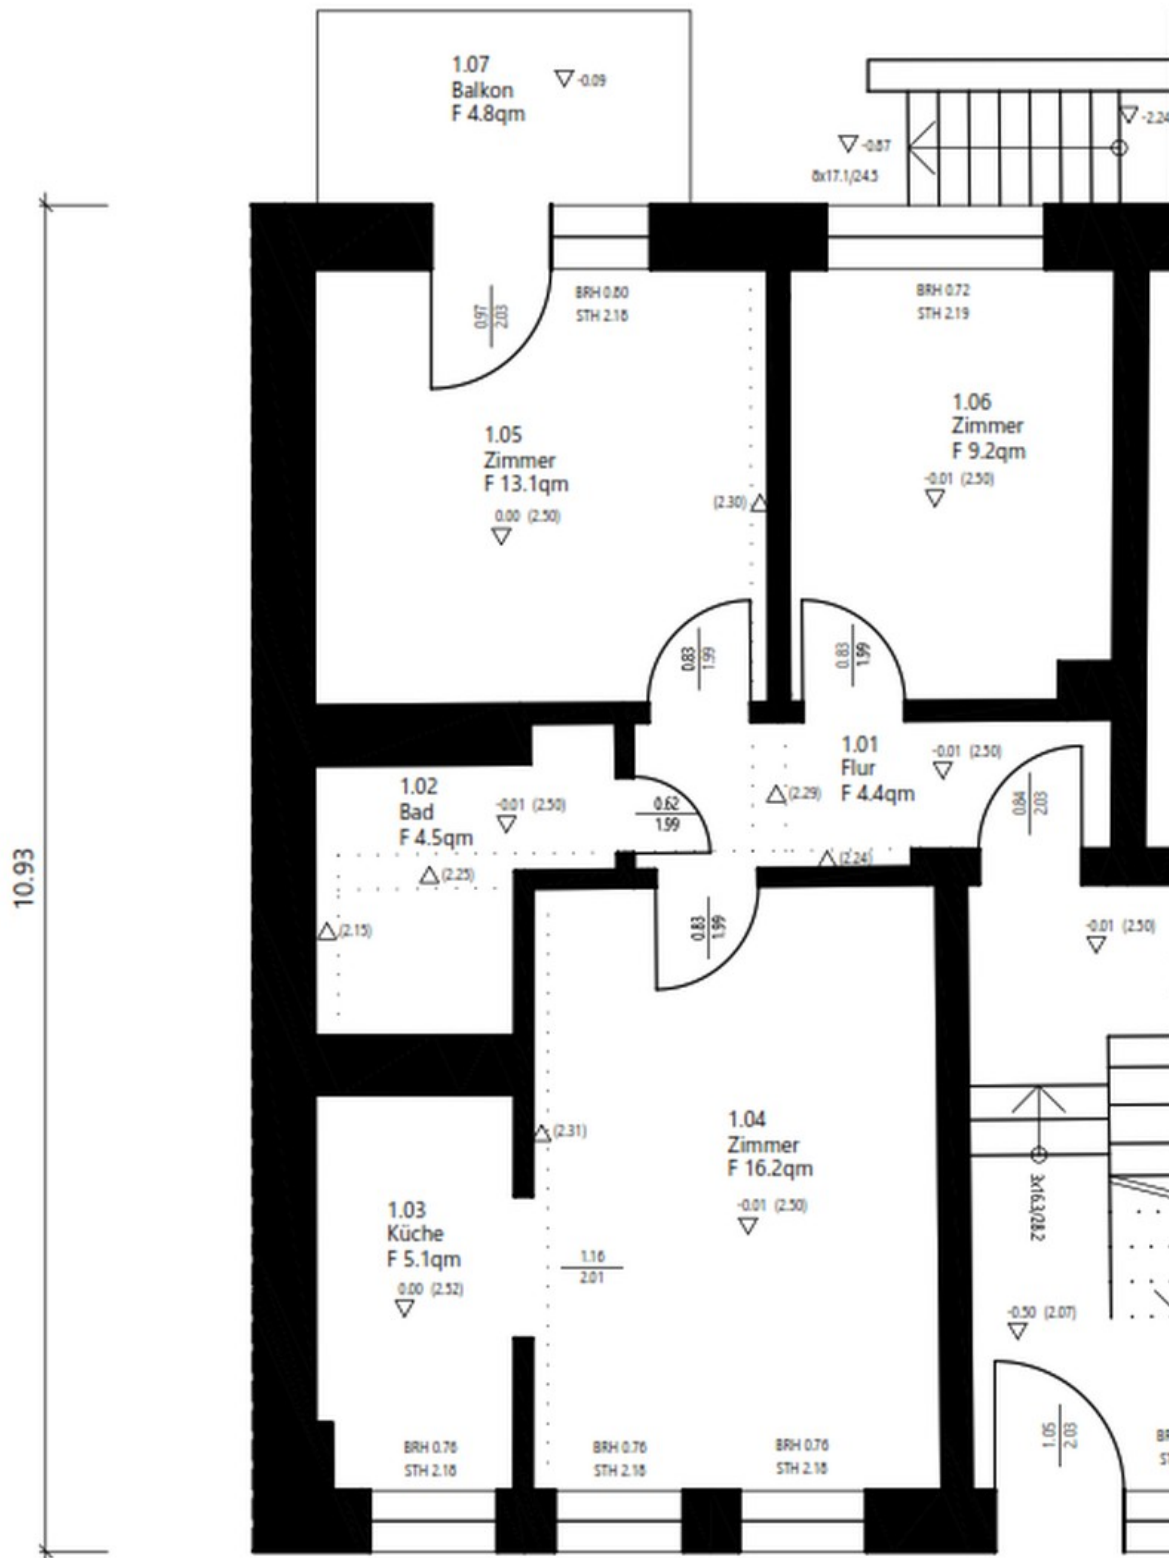 1.07
Balkon
F 4.8qm
-0.09
-2.24
-0.87
8x17.1/24.5
BRH 0.80
STH 2.18
BRH 0.72
STH 2.19
0.97
2.03
1.06
Zimmer
F 9.2qm
-0.01 (2.50)
1.05
Zimmer
F 13.1qm
0.00 (2.50)
(2.30)
0.83
1.99
0.83
1.99
1.01
Flur
F 4.4qm
-0.01 (2.50)
1.02
Bad
F 4.5qm
-0.01 (2.50)
0.62
1.99
(2.29)
0.84
2.03
(2.24)
(2.25)
(2.15)
0.83
1.99
-0.01 (2.50)
10.93
(2.31)
1.04
Zimmer
F 16.2qm
-0.01 (2.50)
3x16.3/28.2
1.03
Küche
F 5.1qm
0.00 (2.52)
1.16
2.01
-0.50 (2.07)
1.05
2.03
BRH 0.76
STH 2.18
BRH 0.76
STH 2.18
BRH 0.76
STH 2.18